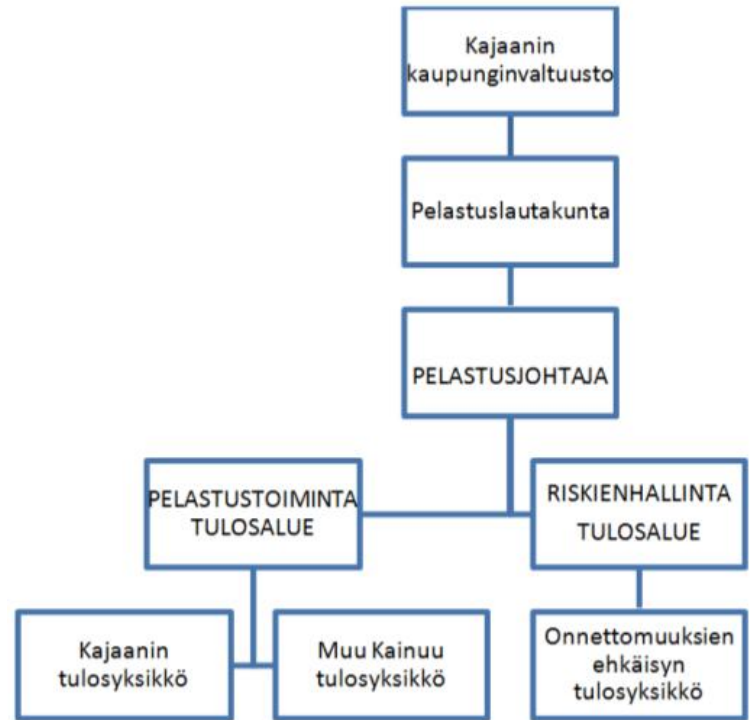 Kajaanin
kaupunginvaltuusto
Pelastuslautakunta
PELASTUSJOHTAJA
PELASTUSTOIMINTA
TULOSALUE
RISKIENHALLINTA
TULOSALUE
Kajaanin
tulosyksikkö
Muu Kainuu
tulosyksikkö
Onnettomuuksien
ehkäisyn
tulosyksikkö